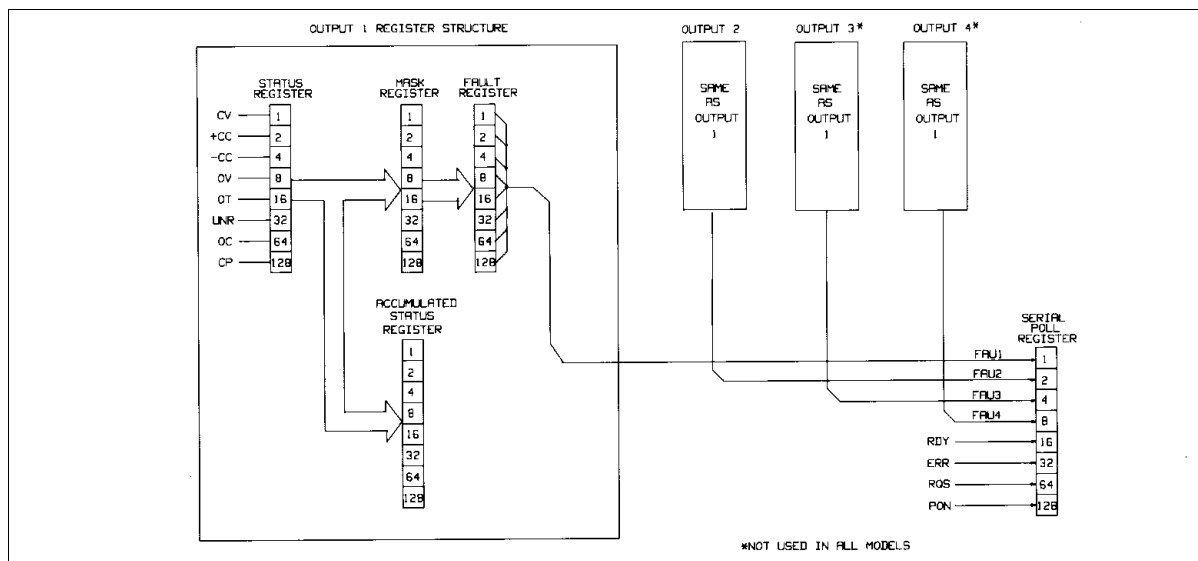 OUTPUT 1 REGISTER STRUCTURE
OUTPUT 2
OUTPUT 3*
OUTPUT 4*
STATUS
REGISTER
MASK
REGISTER
FAULT
REGISTER
CV
+CC
-CC
OV
OT
UNR
OC
CP
1
2
4
8
16
32
64
128
1
2
4
8
16
32
64
128
1
2
4
8
16
32
64
128
SAME
AS
OUTPUT
1
SAME
AS
OUTPUT
1
SAME
AS
OUTPUT
1
ACCUMULATED
STATUS
REGISTER
1
2
4
8
16
32
64
128
SERIAL
POLL
REGISTER
FAU1
FAU2
FAU3
FAU4
RDY
ERR
RQS
PON
1
2
4
8
16
32
64
128
*NOT USED IN ALL MODELS